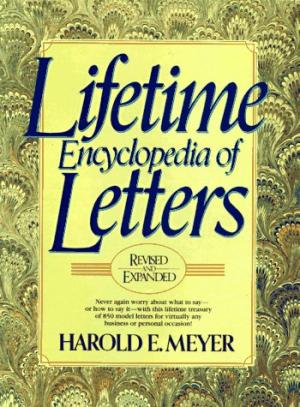 Lifetime
Encyclopedia of
Letters
REVISED
AND
EXPANDED
Never again worry about what to say—
or how to say it—with this lifetime treasury
of 850 model letters for virtually any
business or personal occasion!
HAROLD E. MEYER